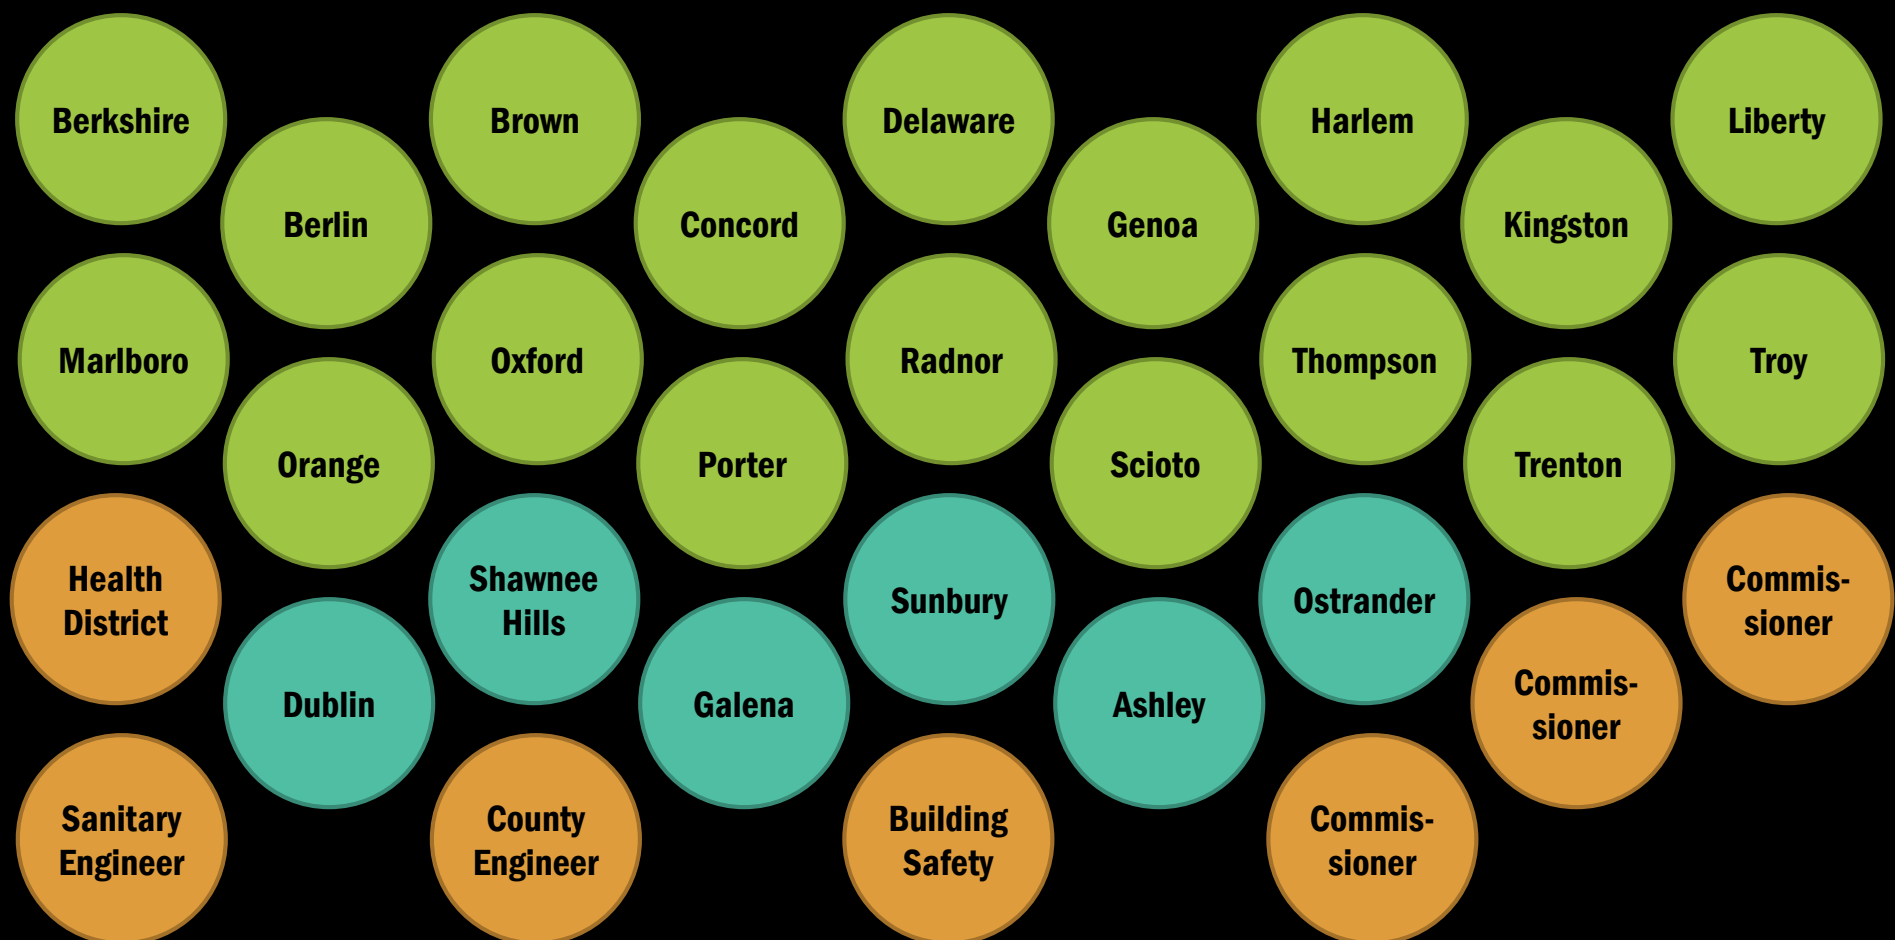 Berkshire
Brown
Delaware
Harlem
Liberty
Berlin
Concord
Genoa
Kingston
Marlboro
Oxford
Radnor
Thompson
Troy
Orange
Porter
Scioto
Trenton
Health
District
Shawnee
Hills
Sunbury
Ostrander
Commis-
sioner
Dublin
Galena
Ashley
Commis-
sioner
Sanitary
Engineer
County
Engineer
Building
Safety
Commis-
sioner